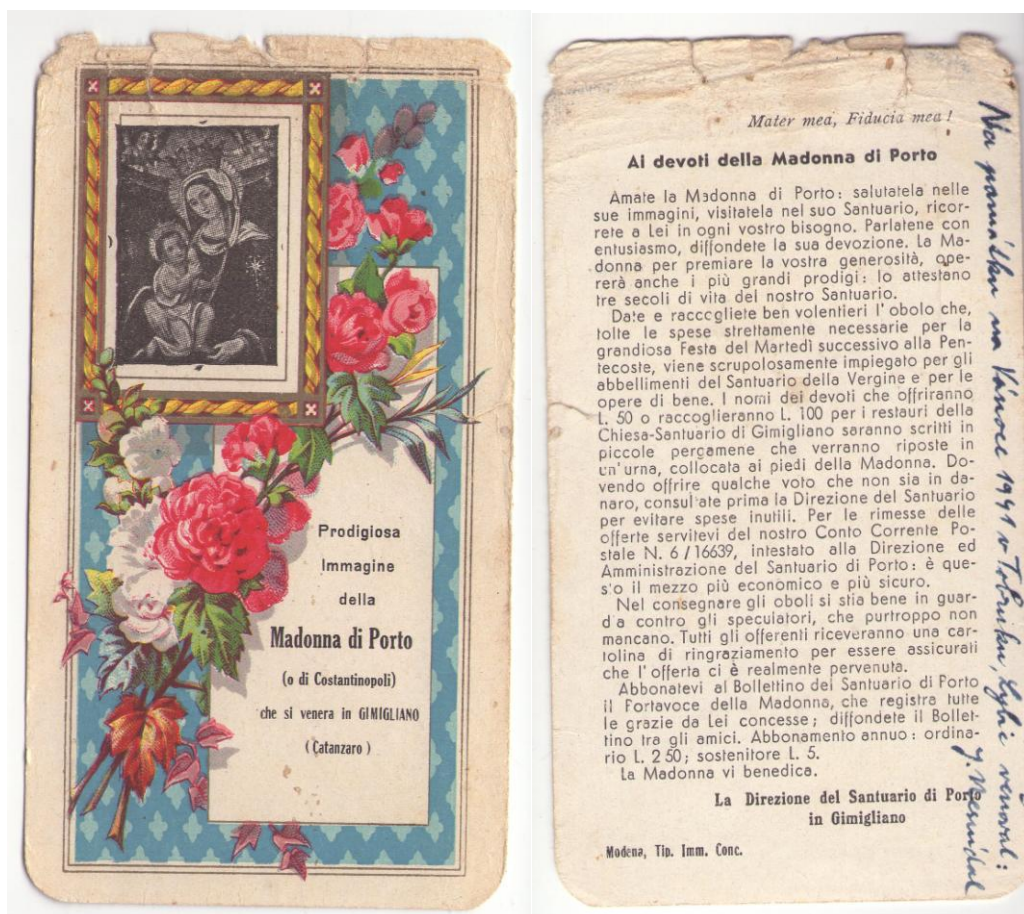 Prodigiosa
Immagine
della
Madonna di Porto
(o di Costantinopoli)
che si venera in GIMIGLIANO
(Catanzaro)
Mater mea, Fiducia mea!
Ai devoti della Madonna di Porto
Amate la Madonna di Porto: salutatela nelle
sue immagini, visitatela nel suo Santuario, ricor-
rete a Lei in ogni vostro bisogno. Parlatene con
entusiasmo, diffondete la sua devozione. La Ma-
donna per premiare la vostra generosità, ope-
rerà anche i più grandi prodigi: lo attestano
tre secoli di vita del nostro Santuario.
Date e raccogliete ben volentieri l'obolo che,
tolte le spese strettamente necessarie per la
grandiosa Festa del Martedì successivo alla Pen-
tecoste, viene scrupolosamente impiegato per gli
abbellimenti del Santuario della Vergine e per le
opere di bene. I nomi dei devoti che offriranno
L. 50 o raccoglieranno L. 100 per i restauri della
Chiesa-Santuario di Gimigliano saranno scritti in
piccole pergamene che verranno riposte in
un'urna, collocata ai piedi della Madonna. Do-
vendo offrire qualche voto che non sia in da-
naro, consultate prima la Direzione del Santuario
per evitare spese inutili. Per le rimesse delle
offerte servitevi del nostro Conto Corrente Po-
stale N. 6/16639, intestato alla Direzione ed
Amministrazione del Santuario di Porto: è que-
sto il mezzo più economico e più sicuro.
Nel consegnare gli oboli si stia bene in guar-
dia contro gli speculatori, che purtroppo non
mancano. Tutti gli offerenti riceveranno una car-
tolina di ringraziamento per essere assicurati
che l'offerta ci è realmente pervenuta.
Abbonatevi al Bollettino del Santuario di Porto
il Portavoce della Madonna, che registra tutte
le grazie da Lei concesse; diffondete il Bollet-
tino tra gli amici. Abbonamento annuo: ordina-
rio L. 2 50; sostenitore L. 5.
La Madonna vi benedica.
La Direzione del Santuario di Porto
in Gimigliano
Modena, Tip. Imm. Conc.
Na památku na Vánoce 1941 v Tobruku, Lybie věnoval:
J.